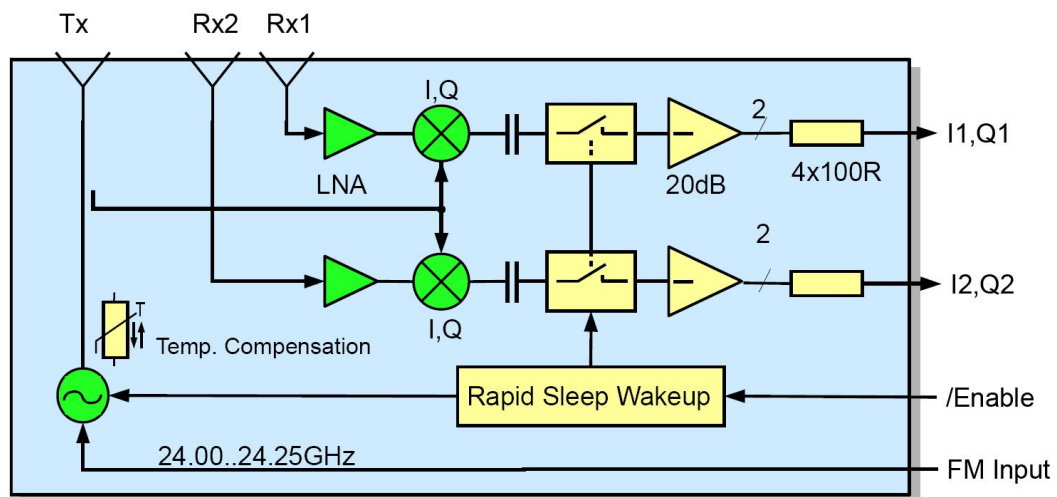 Tx
Rx2
Rx1
I,Q
2
I1,Q1
LNA
20dB
4x100R
2
I2,Q2
I,Q
T
Temp. Compensation
Rapid Sleep Wakeup
/Enable
24.00..24.25GHz
FM Input